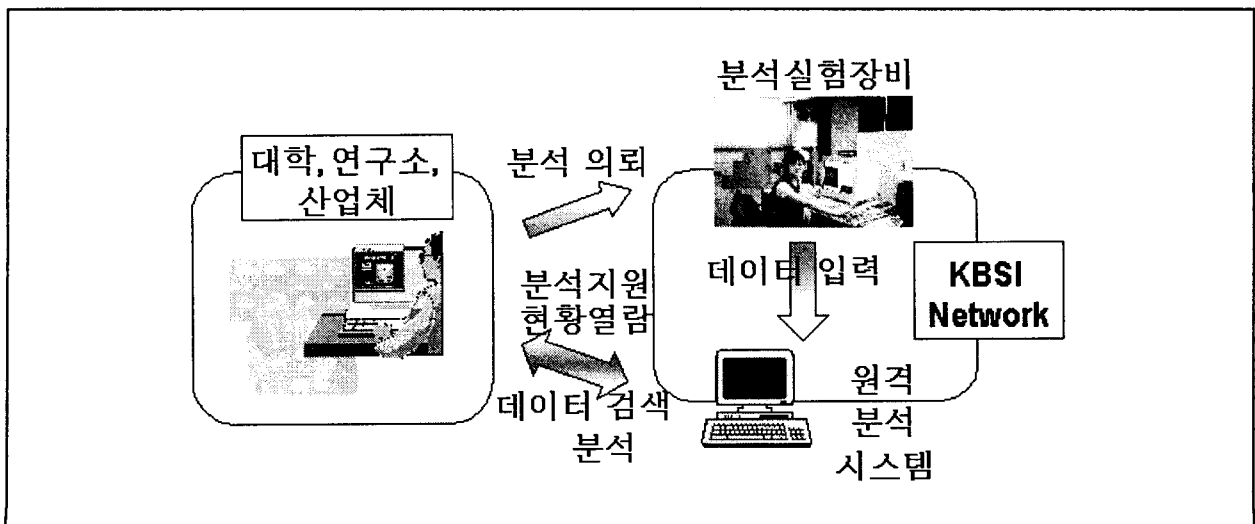 분석실험장비
대학, 연구소,
산업체
분석 의뢰
데이터 입력
KBSI
Network
분석지원
현황열람
데이터 검색
분석
원격
분석
시스템